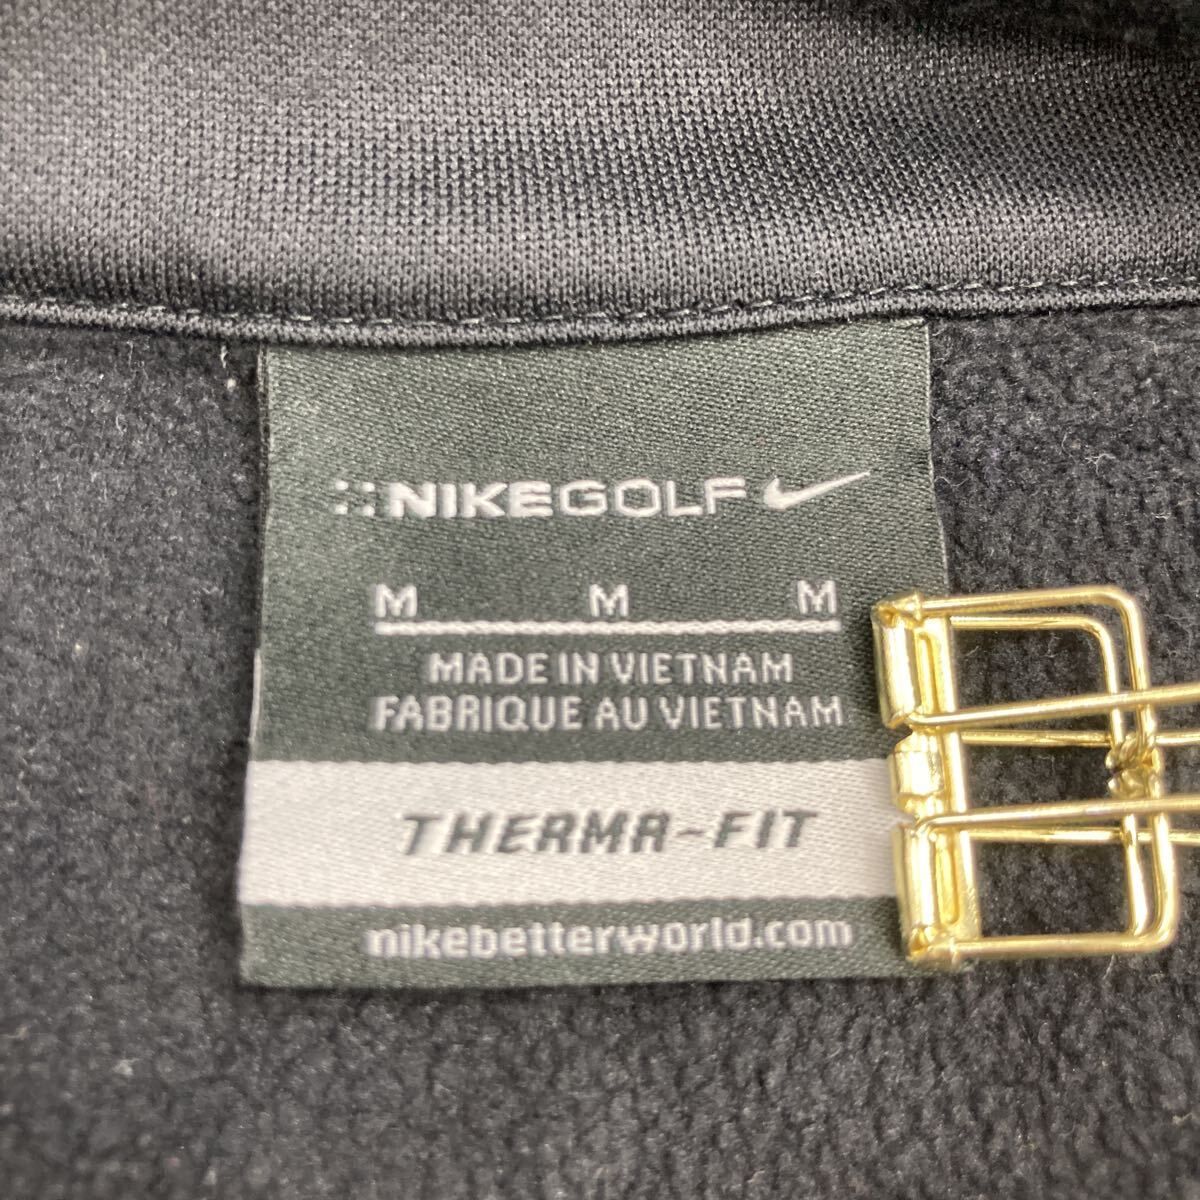 NIKEGOLF
M M M
MADE IN VIETNAM
FABRIQUE AU VIETNAM
THERMA-FIT
nikebetterworld.com